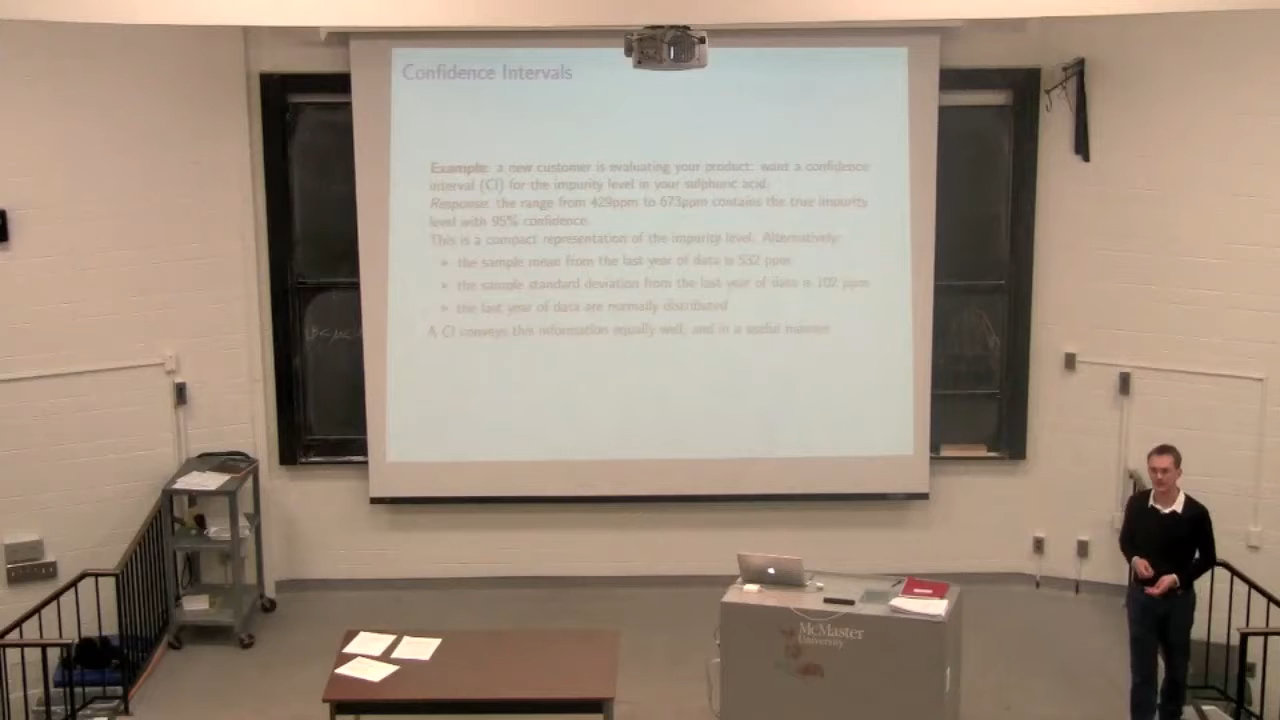 Confidence Intervals
Example: a new customer is evaluating your product: want a confidence
interval (CI) for the impurity level in your sulphuric acid.
Response: the range from 429ppm to 673ppm contains the true impurity
level with 95% confidence.
This is a compact representation of the impurity level. Alternatively:
the sample mean from the last year of data is 532 ppm
the sample standard deviation from the last year of data is 102 ppm
the last year of data are normally distributed
A CI conveys this information equally well, and in a useful manner
McMaster
University